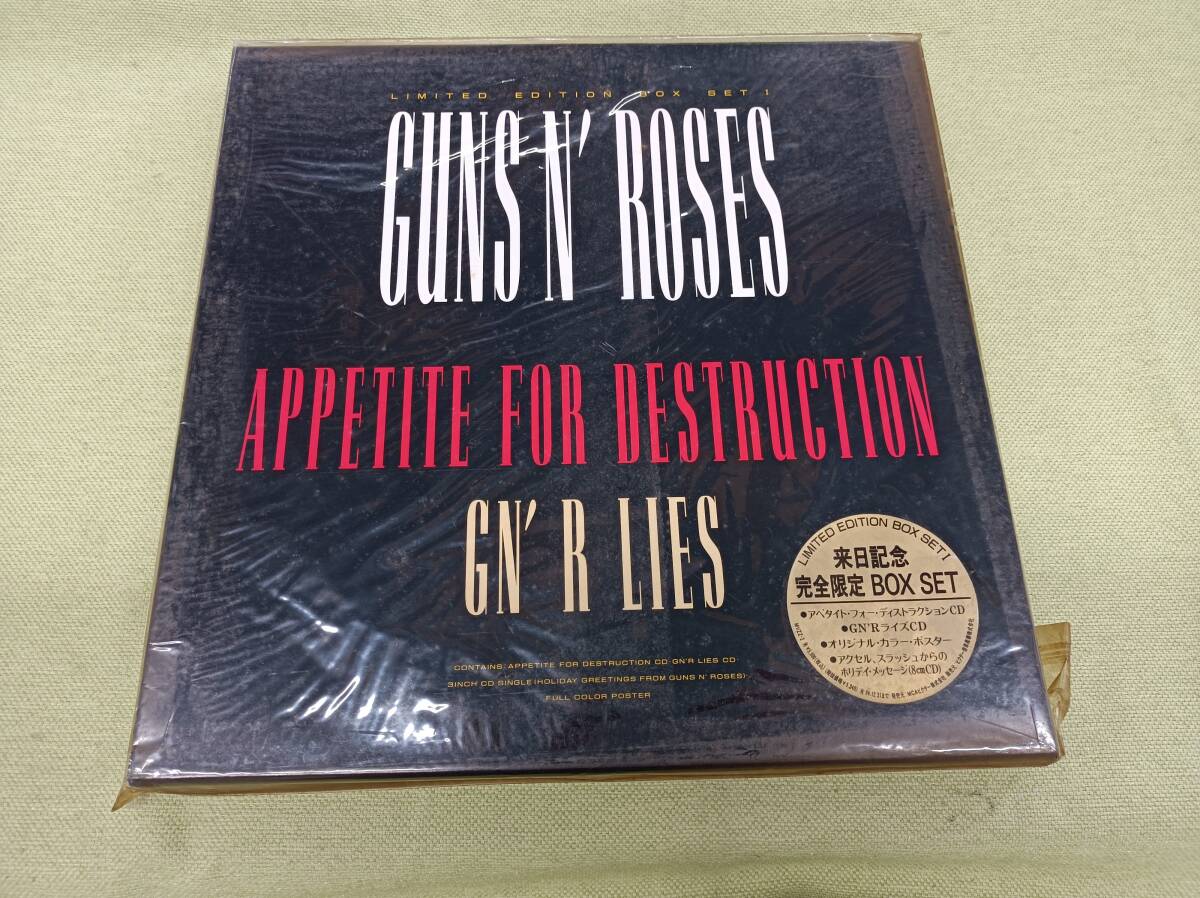 LIMITED EDITION BOX SET I
GUNS N' ROSES
APPETITE FOR DESTRUCTION
GN' R LIES
CONTAINS: APPETITE FOR DESTRUCTION CD·GN'R LIES CD·
3INCH CD SINGLE (HOLIDAY GREETINGS FROM GUNS N' ROSES)·
FULL COLOR POSTER
LIMITED EDITION BOX SET I
来日記念
完全限定 BOX SET
●アペタイト・フォー・ディストラクションCD
●GN'RライズCD
●オリジナル・カラー・ポスター
●アクセル、スラッシュからの
ホリデイ・メッセージ(8cmCD)